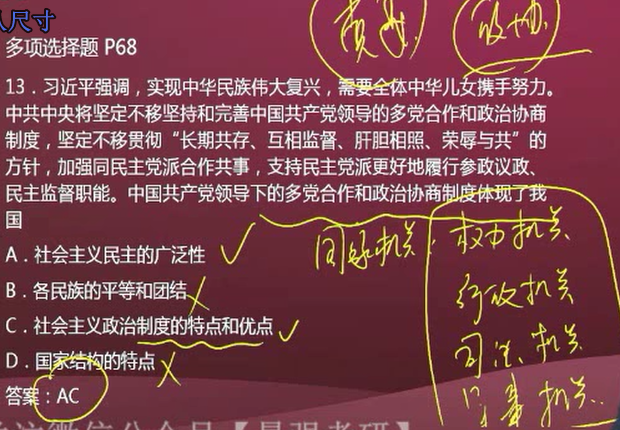 人尺寸
多项选择题 P68
13．习近平强调，实现中华民族伟大复兴，需要全体中华儿女携手努力。
中共中央将坚定不移坚持和完善中国共产党领导的多党合作和政治协商
制度，坚定不移贯彻“长期共存、互相监督、肝胆相照、荣辱与共”的
方针，加强同民主党派合作共事，支持民主党派更好地履行参政议政、
民主监督职能。中国共产党领导下的多党合作和政治协商制度体现了我
国
A．社会主义民主的广泛性
B．各民族的平等和团结
C．社会主义政治制度的特点和优点
D．国家结构的特点
答案：AC
国家机关：权力机关
行政机关
司法机关
机关
微信公众号【最强考研】